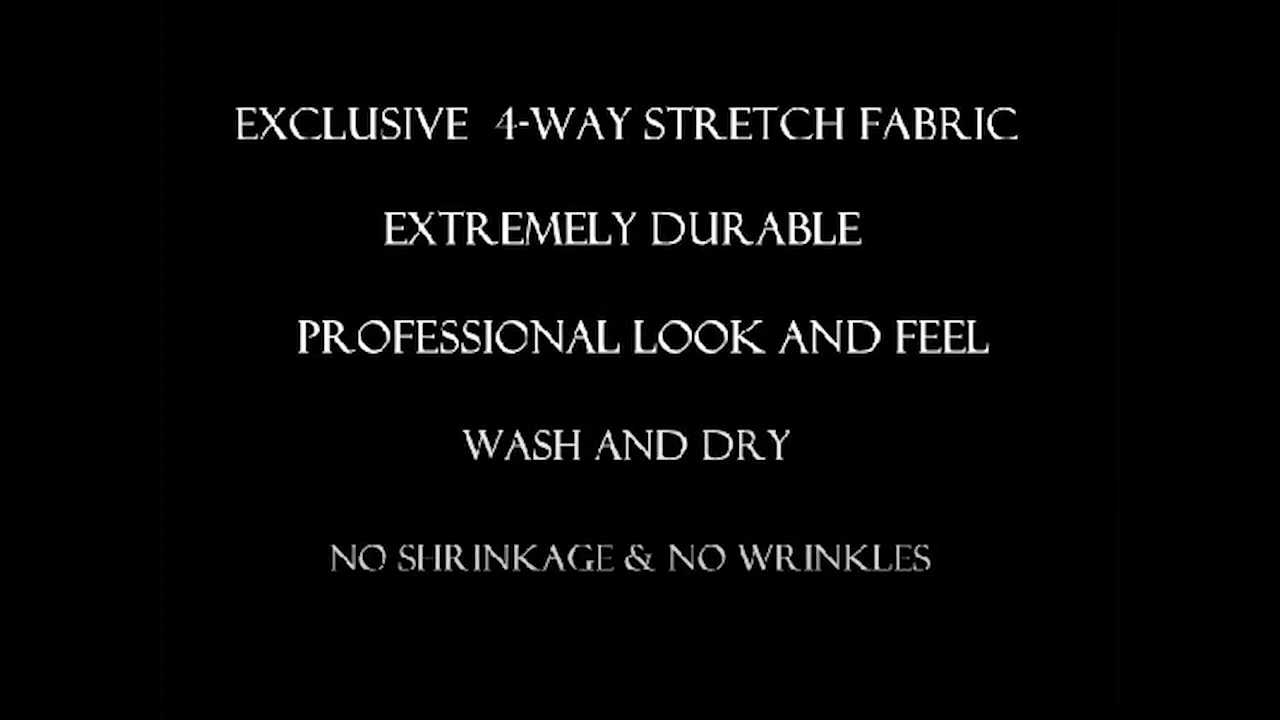 EXCLUSIVE 4-WAY STRETCH FABRIC
EXTREMELY DURABLE
PROFESSIONAL LOOK AND FEEL
WASH AND DRY
NO SHRINKAGE & NO WRINKLES